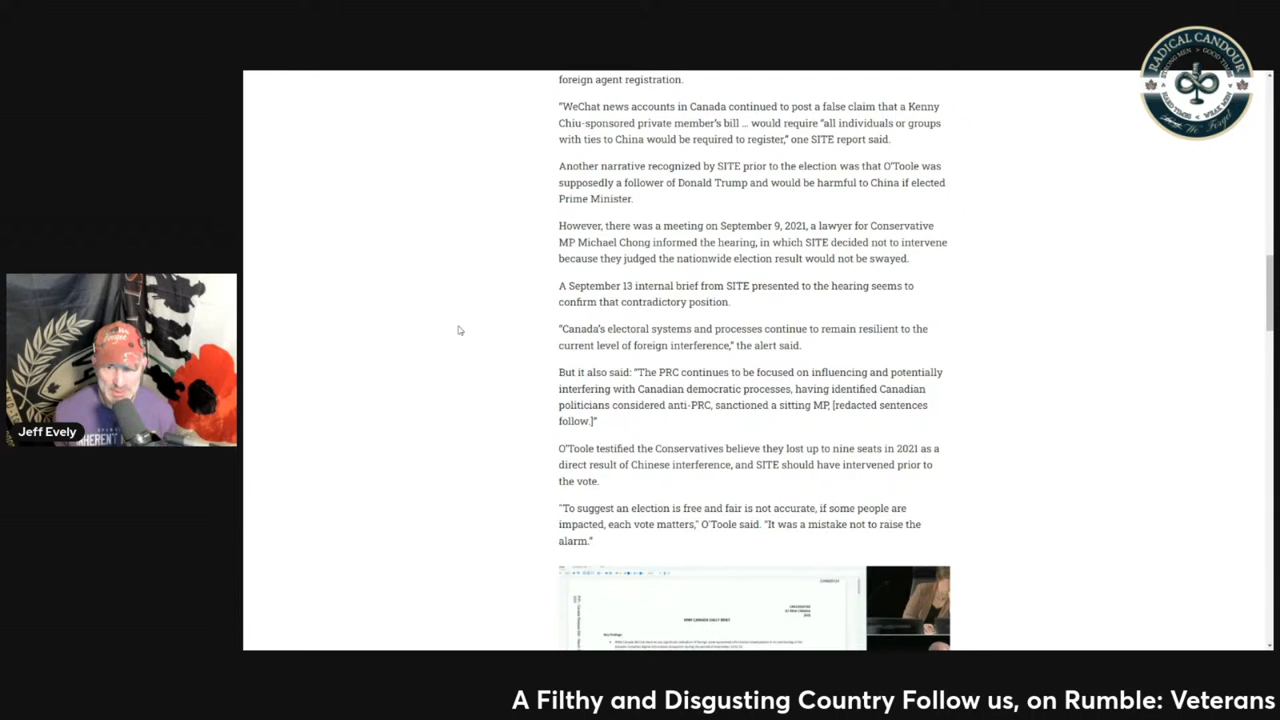 RADICAL CANDOUR
STRONG MEN > GOOD TIMES
HARD TIMES < WEAK MEN
foreign agent registration.
“WeChat news accounts in Canada continued to post a false claim that a Kenny
Chiu-sponsored private member’s bill ... would require “all individuals or groups
with ties to China would be required to register,” one SITE report said.
Another narrative recognized by SITE prior to the election was that O’Toole was
supposedly a follower of Donald Trump and would be harmful to China if elected
Prime Minister.
However, there was a meeting on September 9, 2021, a lawyer for Conservative
MP Michael Chong informed the hearing, in which SITE decided not to intervene
because they judged the nationwide election result would not be swayed.
A September 13 internal brief from SITE presented to the hearing seems to
confirm that contradictory position.
“Canada’s electoral systems and processes continue to remain resilient to the
current level of foreign interference,” the alert said.
But it also said: “The PRC continues to be focused on influencing and potentially
interfering with Canadian democratic processes, having identified Canadian
politicians considered anti-PRC, sanctioned a sitting MP, [redacted sentences
follow.]”
O’Toole testified the Conservatives believe they lost up to nine seats in 2021 as a
direct result of Chinese interference, and SITE should have intervened prior to
the vote.
"To suggest an election is free and fair is not accurate, if some people are
impacted, each vote matters," O'Toole said. "It was a mistake not to raise the
alarm."
Jeff Evely
A Filthy and Disgusting Country Follow us, on Rumble: Veterans